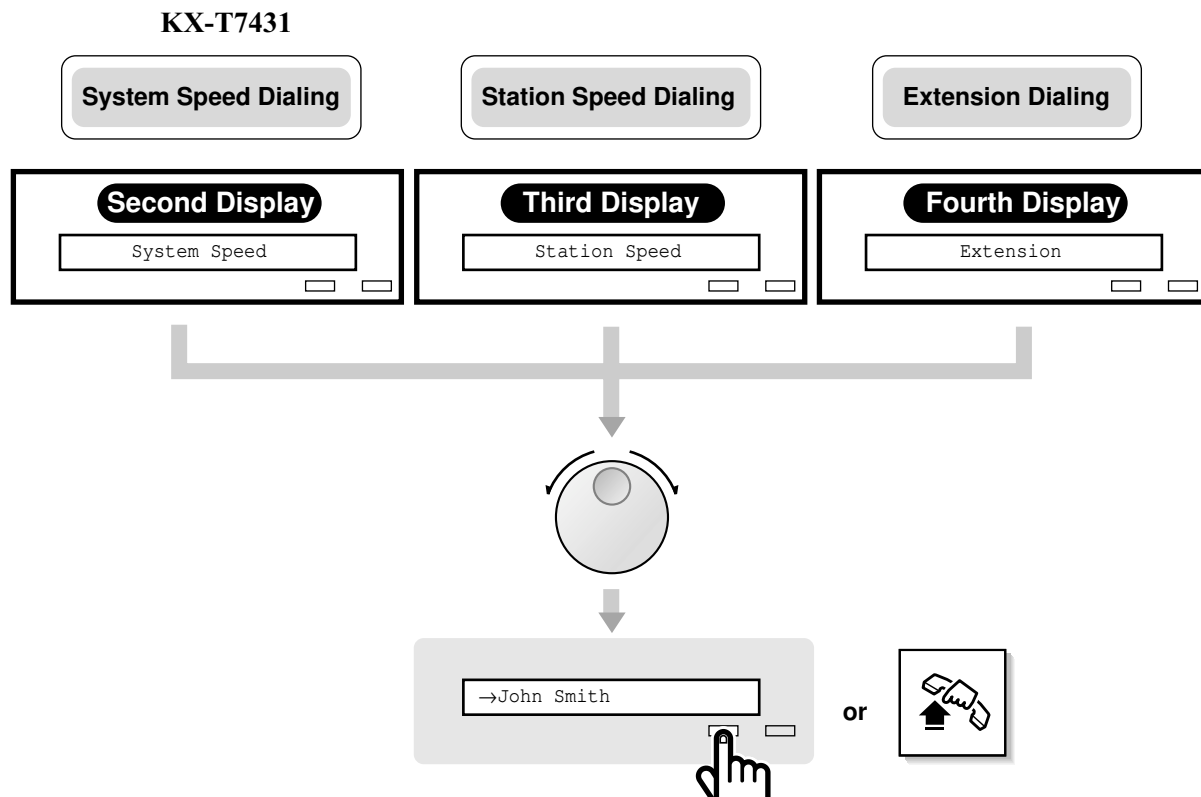 KX-T7431
System Speed Dialing
Station Speed Dialing
Extension Dialing
Second Display
Third Display
Fourth Display
System Speed
Station Speed
Extension
→John Smith
or